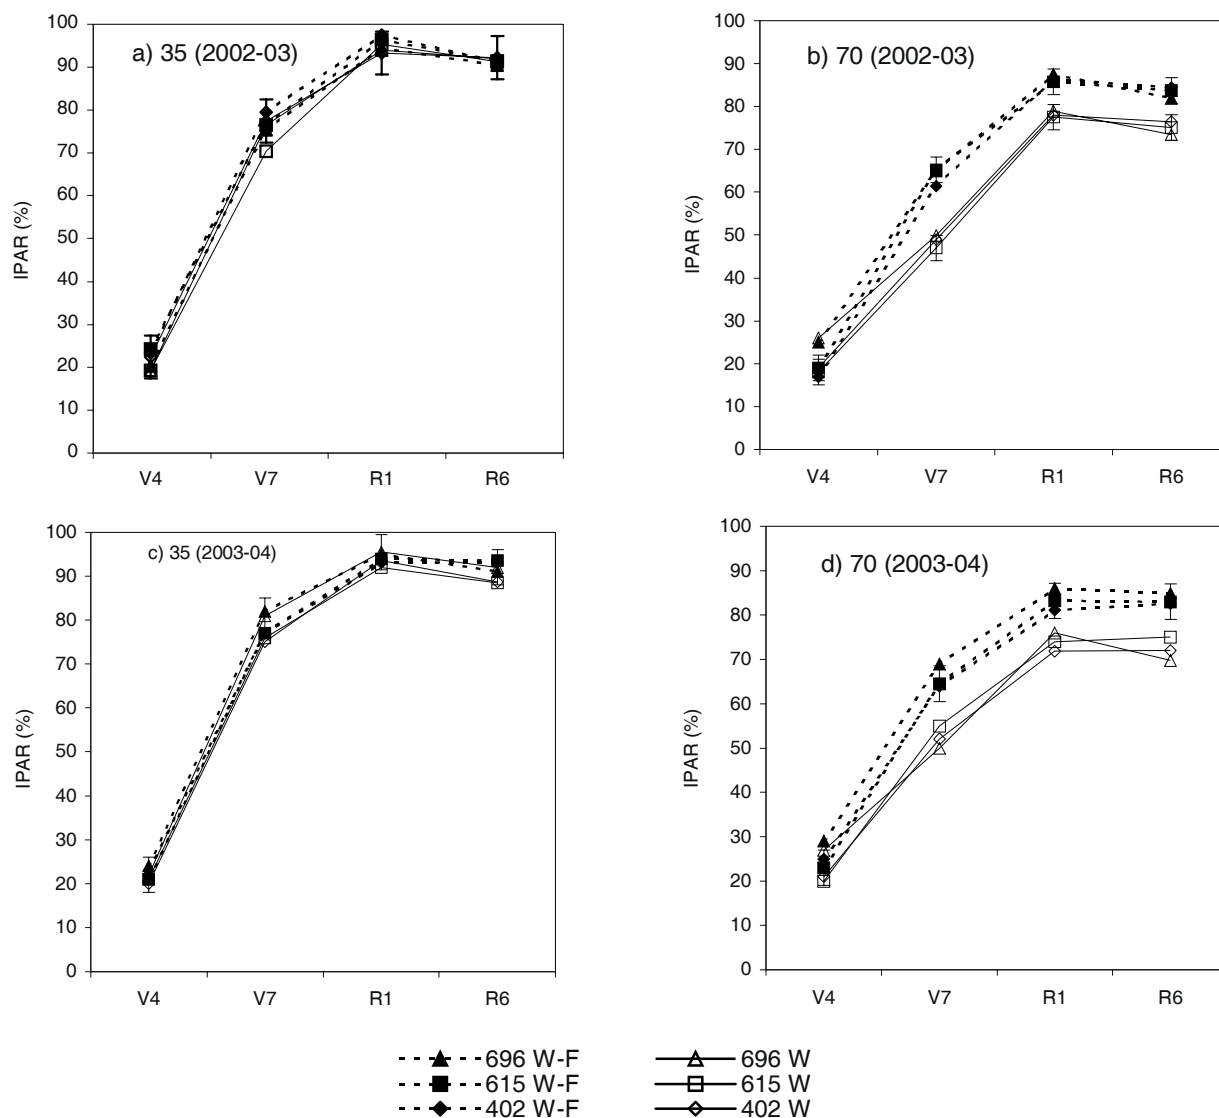 a) 35 (2002-03)
IPAR (%)
100
90
80
70
60
50
40
30
20
10
0
V4 V7 R1 R6
b) 70 (2002-03)
IPAR (%)
100
90
80
70
60
50
40
30
20
10
0
V4 V7 R1 R6
c) 35 (2003-04)
IPAR (%)
100
90
80
70
60
50
40
30
20
10
0
V4 V7 R1 R6
d) 70 (2003-04)
IPAR (%)
100
90
80
70
60
50
40
30
20
10
0
V4 V7 R1 R6
696 W-F 696 W
615 W-F 615 W
402 W-F 402 W